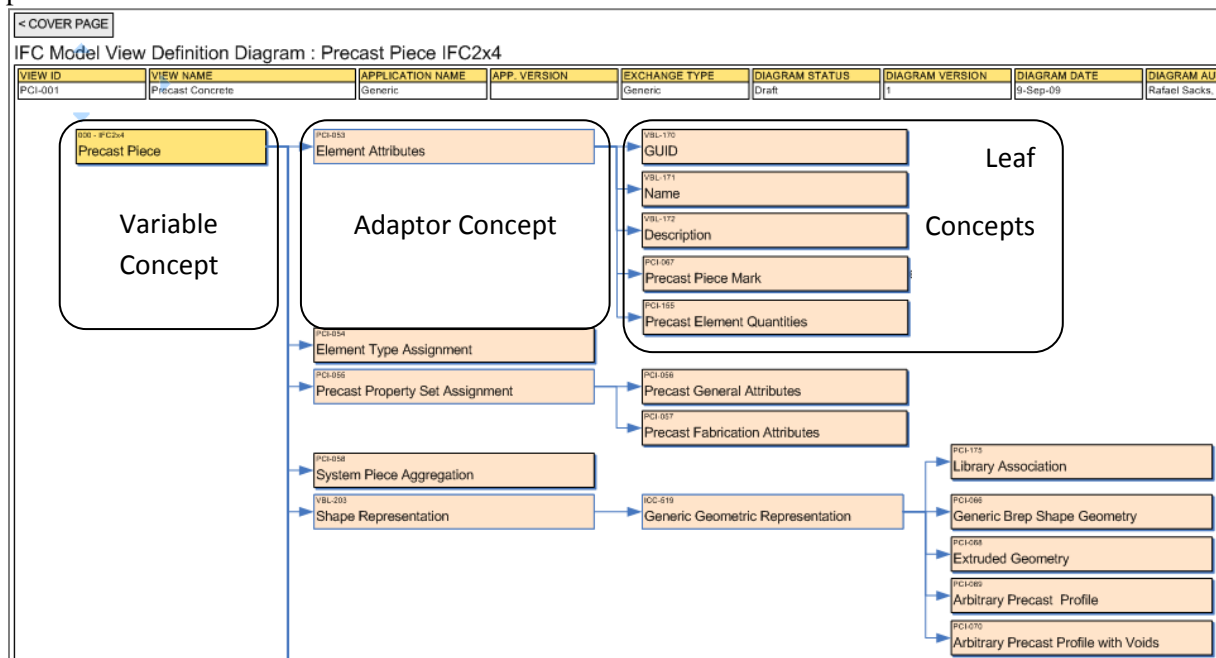 < COVER PAGE
IFC Model View Definition Diagram : Precast Piece IFC2x4
VIEW ID VIEW NAME APPLICATION NAME APP. VERSION EXCHANGE TYPE DIAGRAM STATUS DIAGRAM VERSION DIAGRAM DATE DIAGRAM AU
PCI-001 Precast Concrete Generic Generic Draft 1 9-Sep-09 Rafael Sacks,
000 - IFC2x4
Precast Piece
Variable
Concept
PCI-053
Element Attributes
Adaptor Concept
VBL-170
GUID
VBL-171
Name
VBL-172
Description
PCI-067
Precast Piece Mark
PCI-155
Precast Element Quantities
Leaf
Concepts
PCI-054
Element Type Assignment
PCI-055
Precast Property Set Assignment
PCI-056
Precast General Attributes
PCI-057
Precast Fabrication Attributes
PCI-058
System Piece Aggregation
VBL-203
Shape Representation
ICC-519
Generic Geometric Representation
PCI-173
Library Association
PCI-066
Generic Brep Shape Geometry
PCI-068
Extruded Geometry
PCI-069
Arbitrary Precast Profile
PCI-070
Arbitrary Precast Profile with Voids